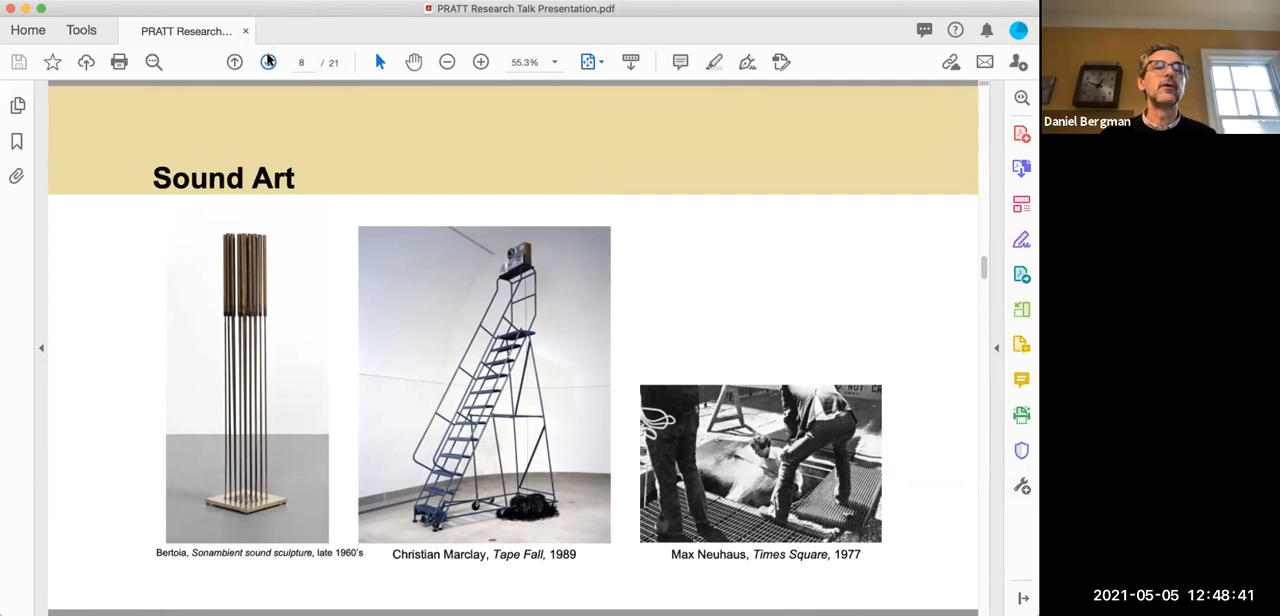 PRATT Research Talk Presentation.pdf
Home Tools PRATT Research... ×
8 / 21 55.3%
Daniel Bergman
Sound Art
NOT
Bertoia, Sonambient sound sculpture, late 1960's
Christian Marclay, Tape Fall, 1989
Max Neuhaus, Times Square, 1977
2021-05-05 12:48:41